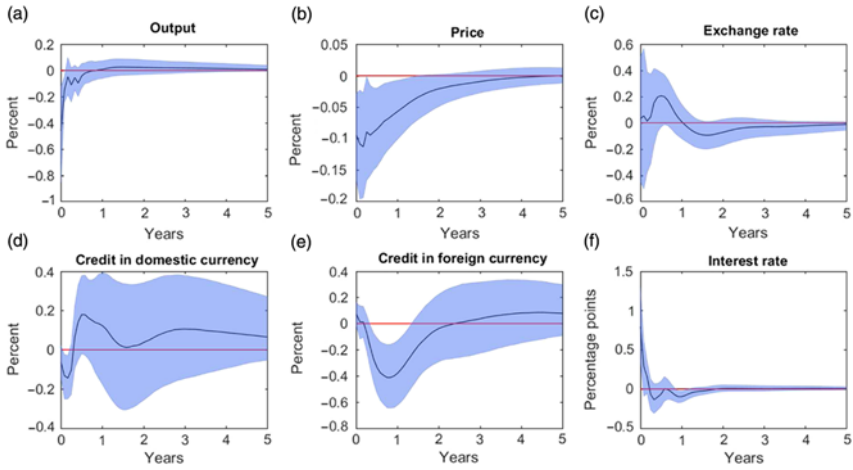 (a)
Output
Percent
0.2
0
−0.2
−0.4
−0.6
−0.8
−1
0 1 2 3 4 5
Years
(b)
Price
Percent
0.05
0
−0.05
−0.1
−0.15
−0.2
0 1 2 3 4 5
Years
(c)
Exchange rate
Percent
0.6
0.4
0.2
0
−0.2
−0.4
−0.6
0 1 2 3 4 5
Years
(d)
Credit in domestic currency
Percent
0.4
0.2
0
−0.2
−0.4
0 1 2 3 4 5
Years
(e)
Credit in foreign currency
Percent
0.4
0.2
0
−0.2
−0.4
−0.6
−0.8
0 1 2 3 4 5
Years
(f)
Interest rate
Percentage points
1.5
1
0.5
0
−0.5
−1
0 1 2 3 4 5
Years